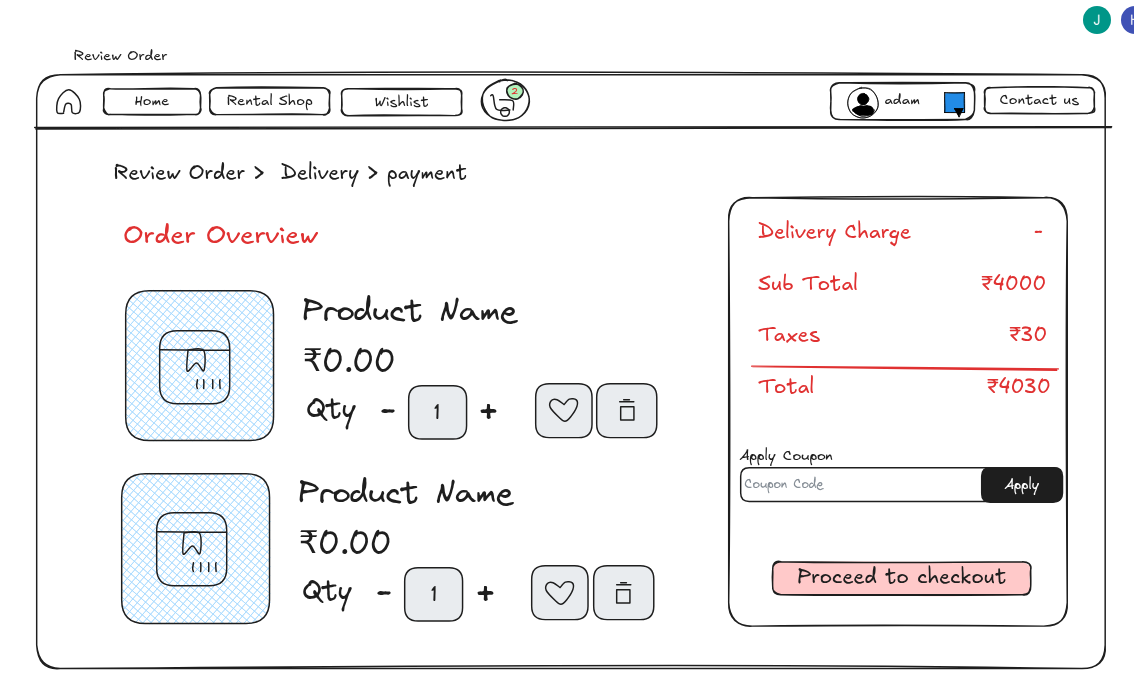 J H
Review Order
Home Rental Shop Wishlist 2 adam Contact us
Review Order > Delivery > payment
Order Overview
Delivery Charge -
Sub Total ₹4000
Taxes ₹30
Total ₹4030
Product Name
₹0.00
Qty - 1 +
Product Name
₹0.00
Qty - 1 +
Apply Coupon
Coupon Code Apply
Proceed to checkout